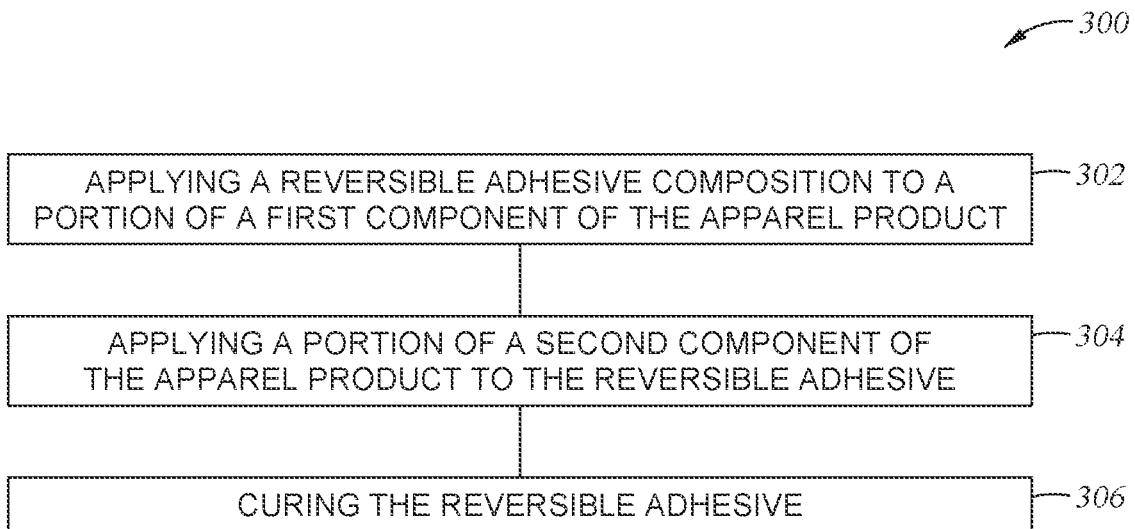 300
APPLYING A REVERSIBLE ADHESIVE COMPOSITION TO A
PORTION OF A FIRST COMPONENT OF THE APPAREL PRODUCT
302
APPLYING A PORTION OF A SECOND COMPONENT OF
THE APPAREL PRODUCT TO THE REVERSIBLE ADHESIVE
304
CURING THE REVERSIBLE ADHESIVE
306